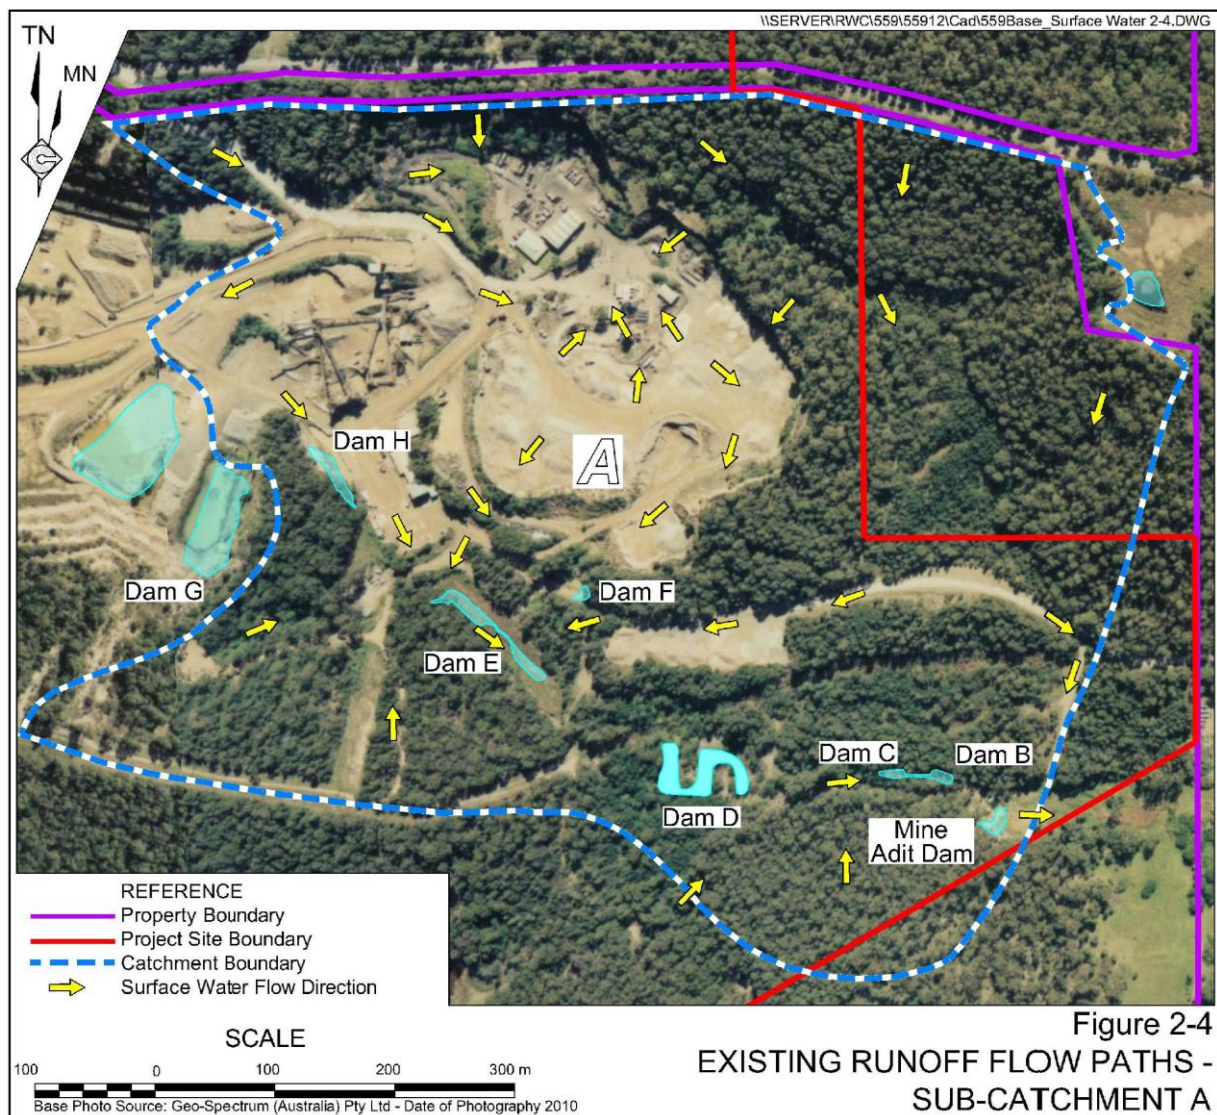 \\SERVER\RWC\559\55912\Cad\559Base_Surface Water 2-4.DWG
TN
MN
Dam H
A
Dam G
Dam F
Dam E
Dam C
Dam B
Dam D
Mine
Adit Dam
REFERENCE
Property Boundary
Project Site Boundary
Catchment Boundary
Surface Water Flow Direction
Figure 2-4
SCALE
EXISTING RUNOFF FLOW PATHS -
SUB-CATCHMENT A
100 0 100 200 300 m
Base Photo Source: Geo-Spectrum (Australia) Pty Ltd - Date of Photography 2010